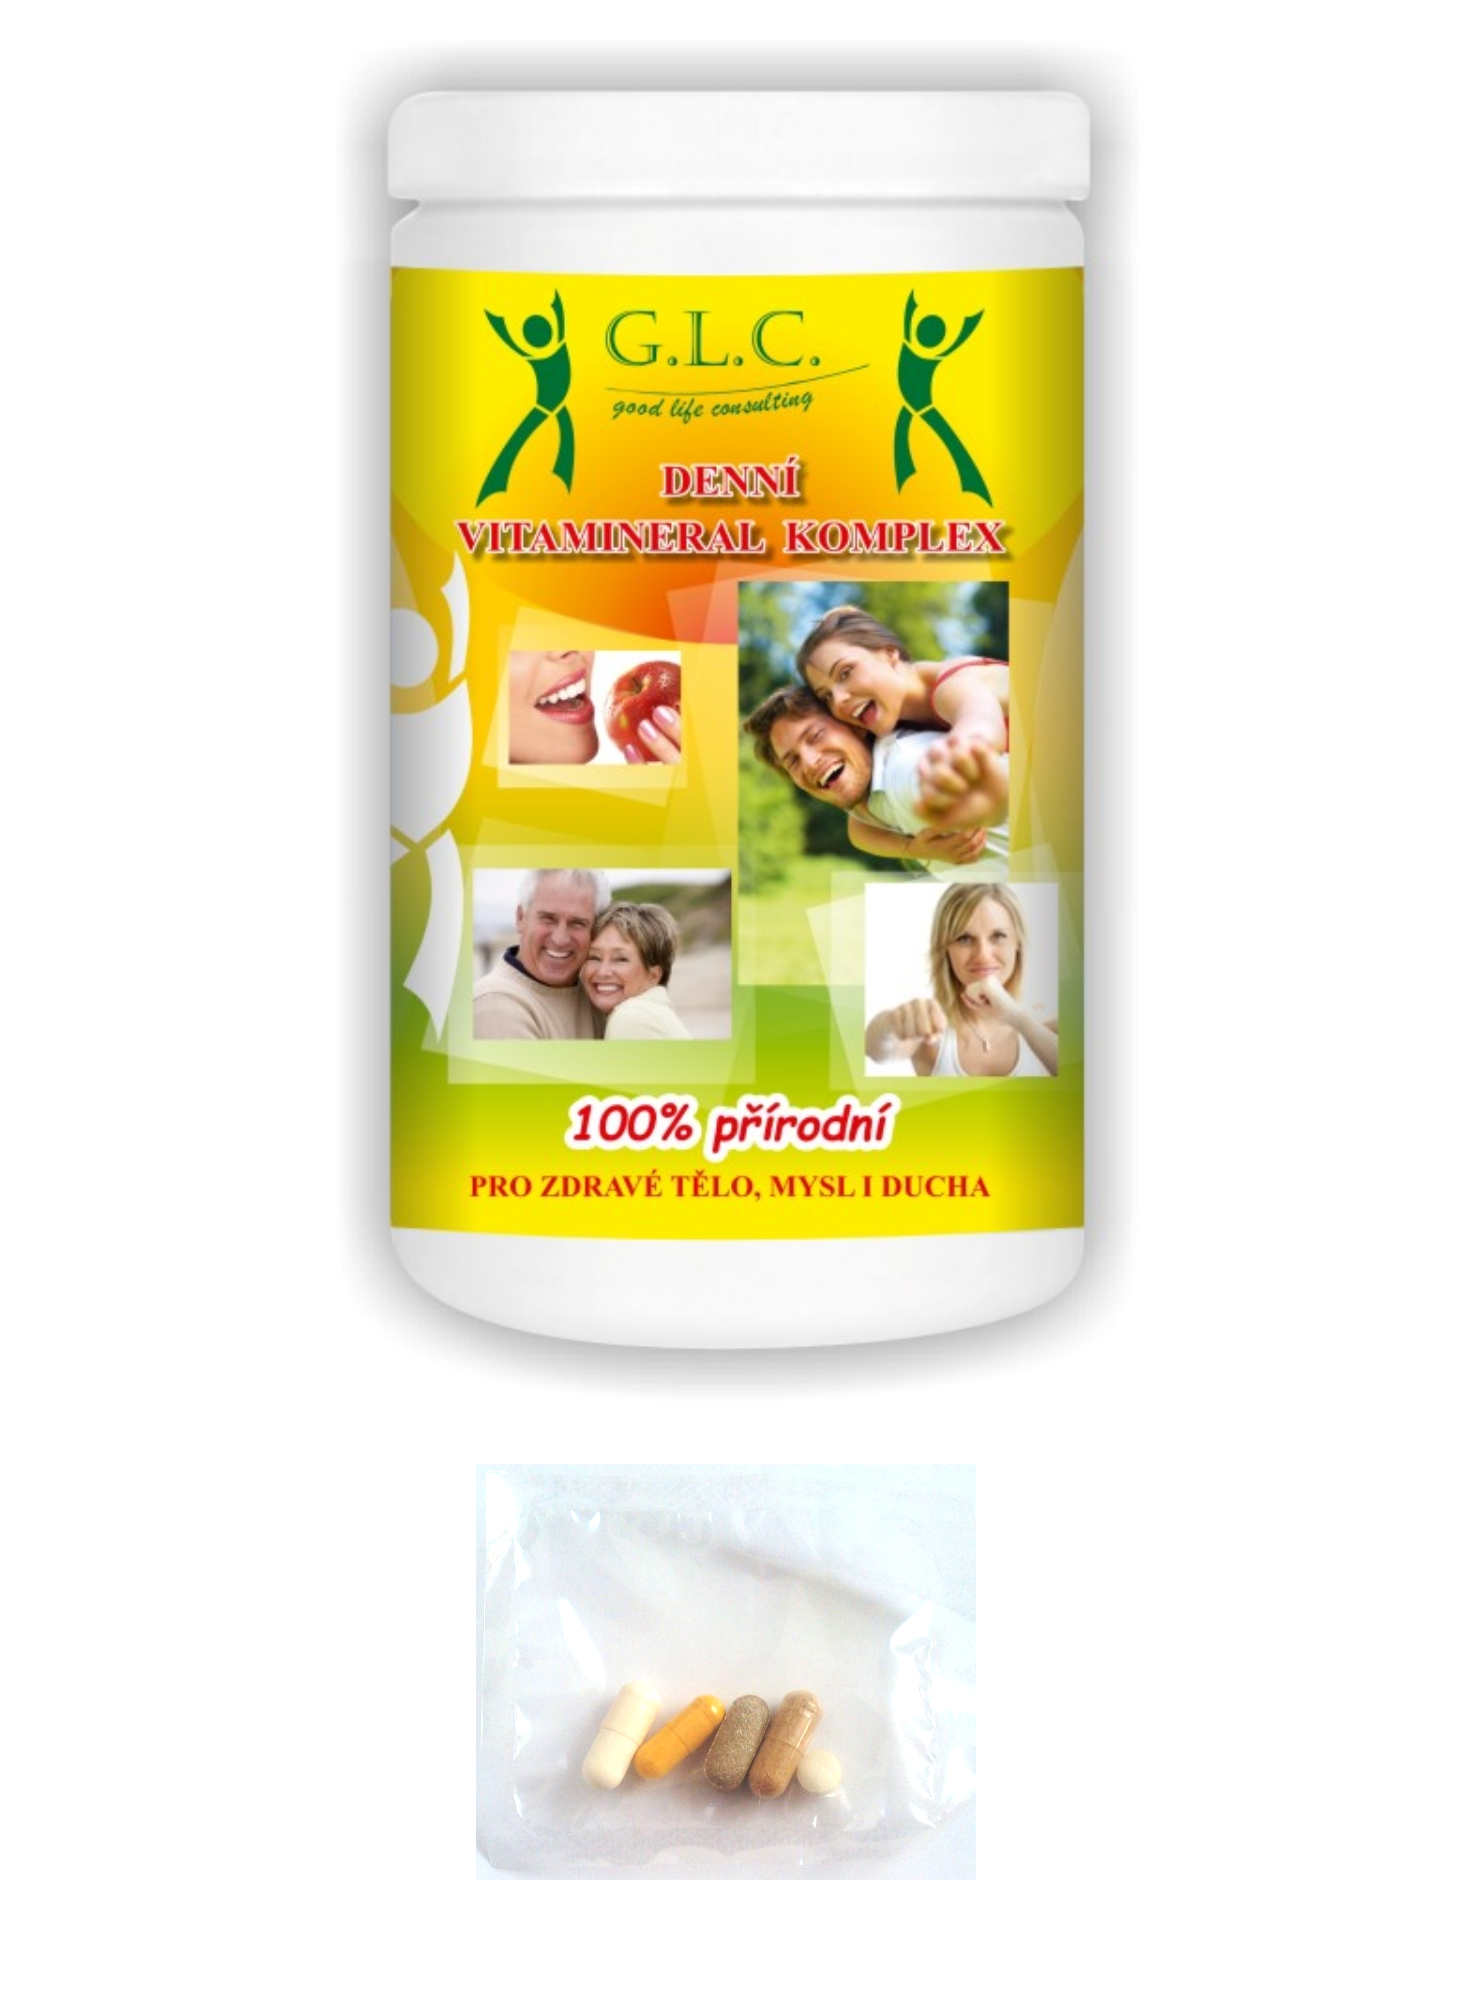 G.L.C.
good life consulting
DENNÍ
VITAMINERAL KOMPLEX
100% přírodní
PRO ZDRAVÉ TĚLO, MYSL I DUCHA